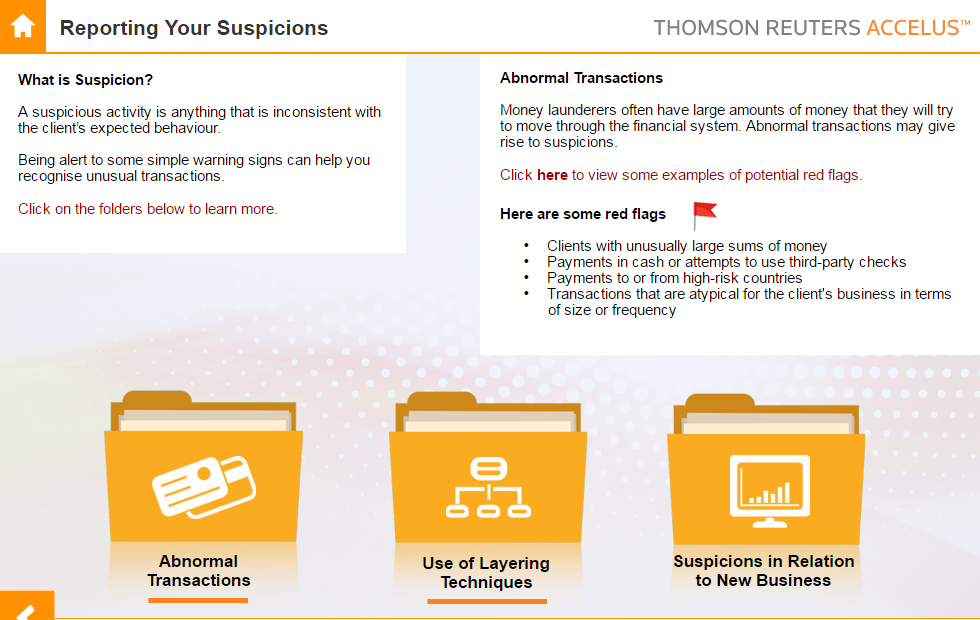 Reporting Your Suspicions
THOMSON REUTERS ACCELUS™
What is Suspicion?
A suspicious activity is anything that is inconsistent with
the client's expected behaviour.
Being alert to some simple warning signs can help you
recognise unusual transactions.
Click on the folders below to learn more.
Abnormal Transactions
Money launderers often have large amounts of money that they will try
to move through the financial system. Abnormal transactions may give
rise to suspicions.
Click here to view some examples of potential red flags.
Here are some red flags
• Clients with unusually large sums of money
• Payments in cash or attempts to use third-party checks
• Payments to or from high-risk countries
• Transactions that are atypical for the client's business in terms
of size or frequency
Abnormal
Transactions
Use of Layering
Techniques
Suspicions in Relation
to New Business